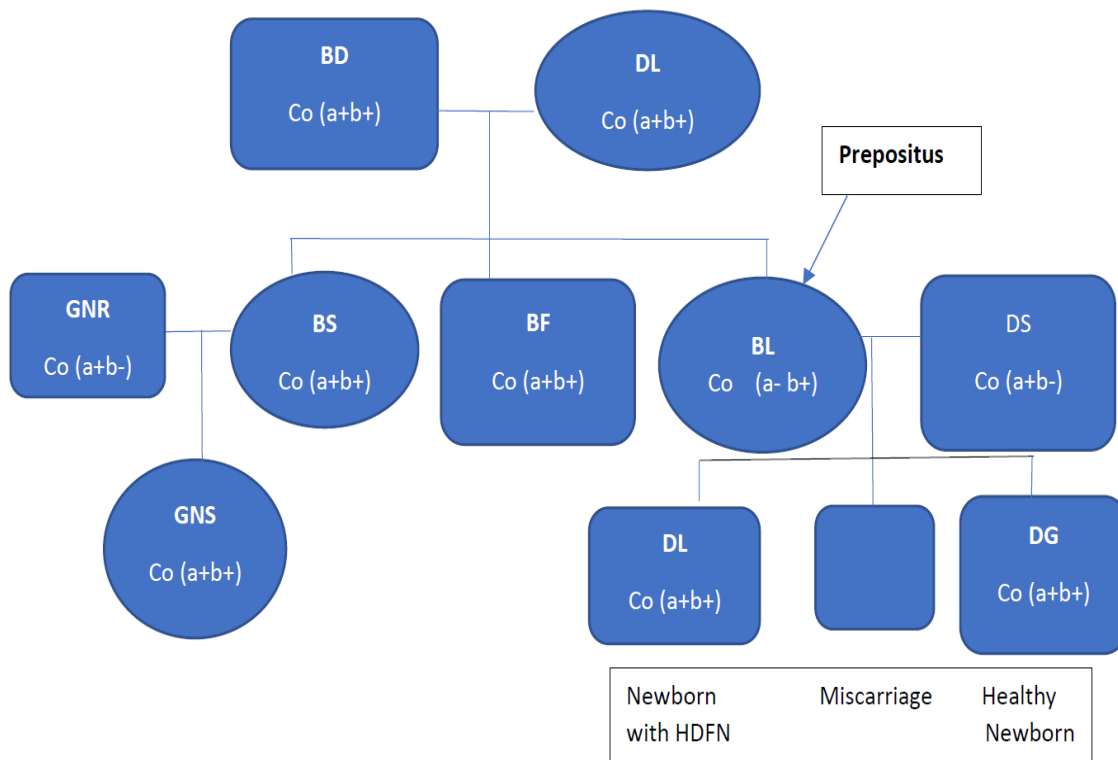 BD
Co (a+b+)
DL
Co (a+b+)
Prepositus
GNR
Co (a+b-)
BS
Co (a+b+)
BF
Co (a+b+)
BL
Co (a- b+)
DS
Co (a+b-)
GNS
Co (a+b+)
DL
Co (a+b+)
DG
Co (a+b+)
Newborn Miscarriage Healthy
with HDFN Newborn